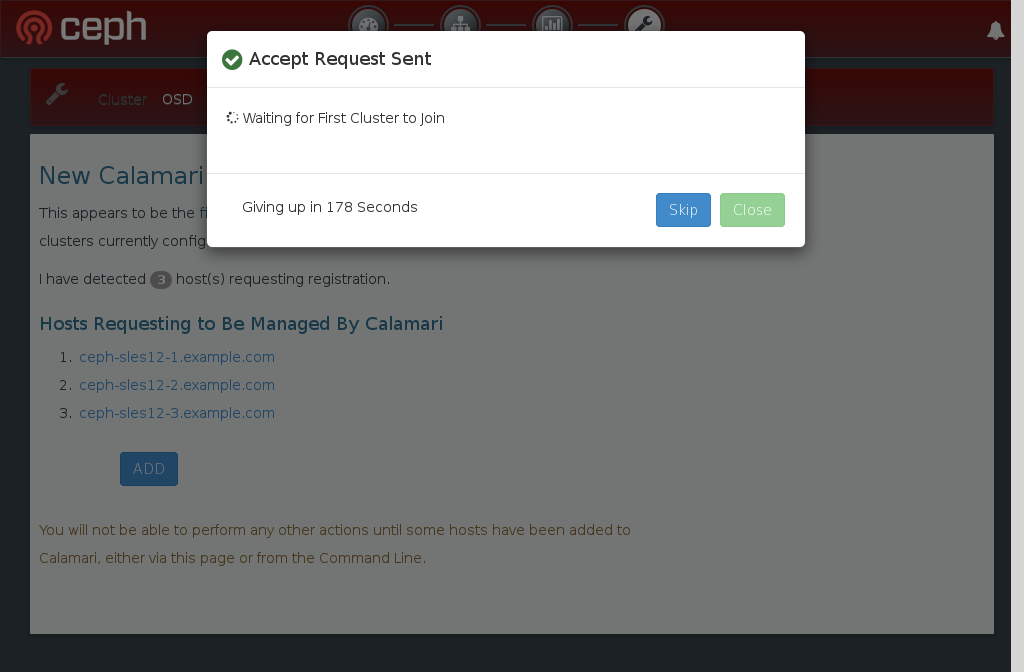 ceph
Accept Request Sent
Cluster OSD
Waiting for First Cluster to Join
New Calamari
This appears to be the fi
Giving up in 178 Seconds
Skip
Close
clusters currently config
I have detected 3 host(s) requesting registration.
Hosts Requesting to Be Managed By Calamari
1. ceph-sles12-1.example.com
2. ceph-sles12-2.example.com
3. ceph-sles12-3.example.com
ADD
You will not be able to perform any other actions until some hosts have been added to
Calamari, either via this page or from the Command Line.